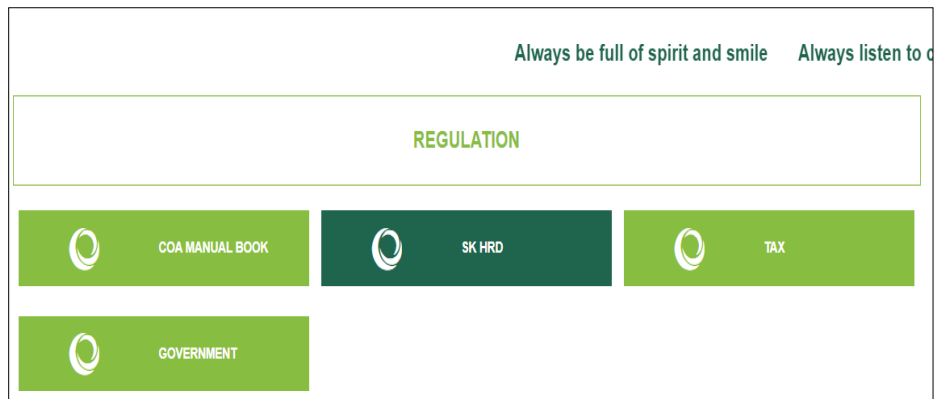 Always be full of spirit and smile Always listen to
REGULATION
COA MANUAL BOOK
SK HRD
TAX
GOVERNMENT